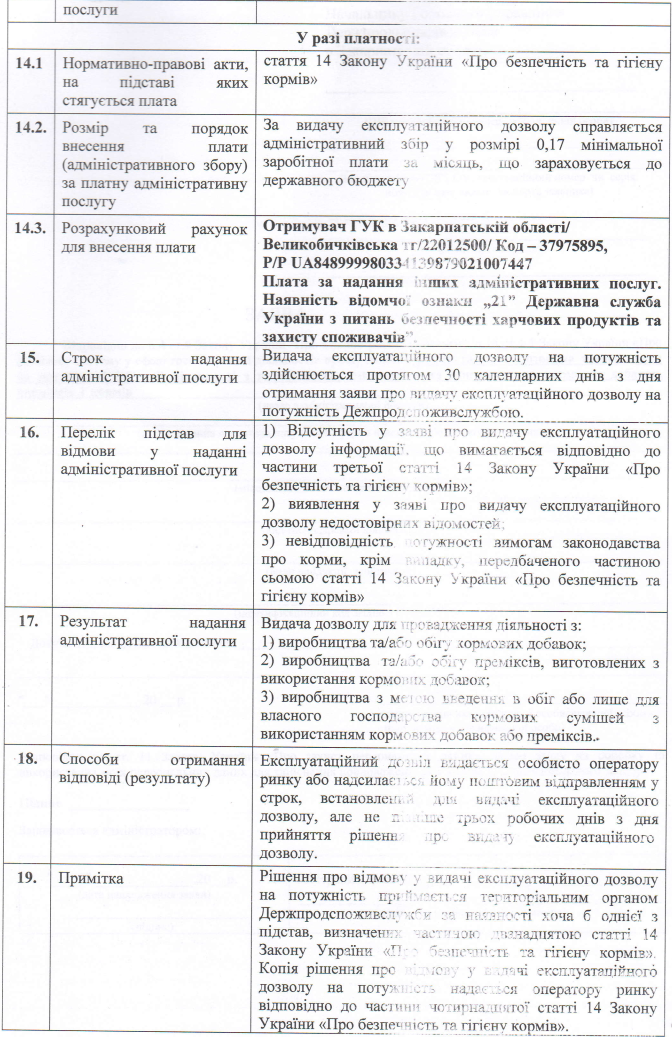 послуги
У разі платності:
14.1 Нормативно-правові акти, на підставі яких стягується плата
стаття 14 Закону України «Про безпечність та гігієну
кормів»
14.2. Розмір та порядок
внесення плати
(адміністративного збору)
за платну адміністративну
послугу
За видачу експлуатаційного дозволу справляється
адміністративний збір у розмірі 0,17 мінімальної
заробітної плати за місяць, що зараховується до
державного бюджету
14.3. Розрахунковий рахунок
для внесення плати
Отримувач ГУК в Закарпатській області/
Великобичківська тг/22012500/ Код – 37975895,
Р/Р UA848999980334139879021007447
Плата за надання інших адміністративних послуг.
Наявність відомчої ознаки „21” Державна служба
України з питань безпечності харчових продуктів та
захисту споживачів”.
15. Строк надання
адміністративної послуги
Видача експлуатаційного дозволу на потужність
здійснюється протягом 30 календарних днів з дня
отримання заяви про видачу експлуатаційного дозволу на
потужність Дежпродспоживслужбою.
16. Перелік підстав для
відмови у наданні
адміністративної послуги
1) Відсутність у заяві про видачу експлуатаційного
дозволу інформації, що вимагається відповідно до
частини третьої статті 14 Закону України «Про
безпечність та гігієну кормів»;
2) виявлення у заяві про видачу експлуатаційного
дозволу недостовірних відомостей;
3) невідповідність потужності вимогам законодавства
про корми, крім випадку, передбаченого частиною
сьомою статті 14 Закону України «Про безпечність та
гігієну кормів»
17. Результат надання
адміністративної послуги
Видача дозволу для провадження діяльності з:
1) виробництва та/або обігу кормових добавок;
2) виробництва та/або обігу преміксів, виготовлених з
використання кормових добавок;
3) виробництва з метою введення в обіг або лише для
власного господарства кормових сумішей з
використанням кормових добавок або преміксів.
18. Способи отримання
відповіді (результату)
Експлуатаційний дозвіл видається особисто оператору
ринку або надсилається йому поштовим відправленням у
строк, встановлений для видачі експлуатаційного
дозволу, але не пізніше трьох робочих днів з дня
прийняття рішення про видачу експлуатаційного
дозволу.
19. Примітка
Рішення про відмову у видачі експлуатаційного дозволу
на потужність приймається територіальним органом
Держпродспоживслужби за наявності хоча б однієї з
підстав, визначених частиною дванадцятою статті 14
Закону України «Про безпечність та гігієну кормів».
Копія рішення про відмову у видачі експлуатаційного
дозволу на потужність надається оператору ринку
відповідно до частини чотирнадцятої статті 14 Закону
України «Про безпечність та гігієну кормів».